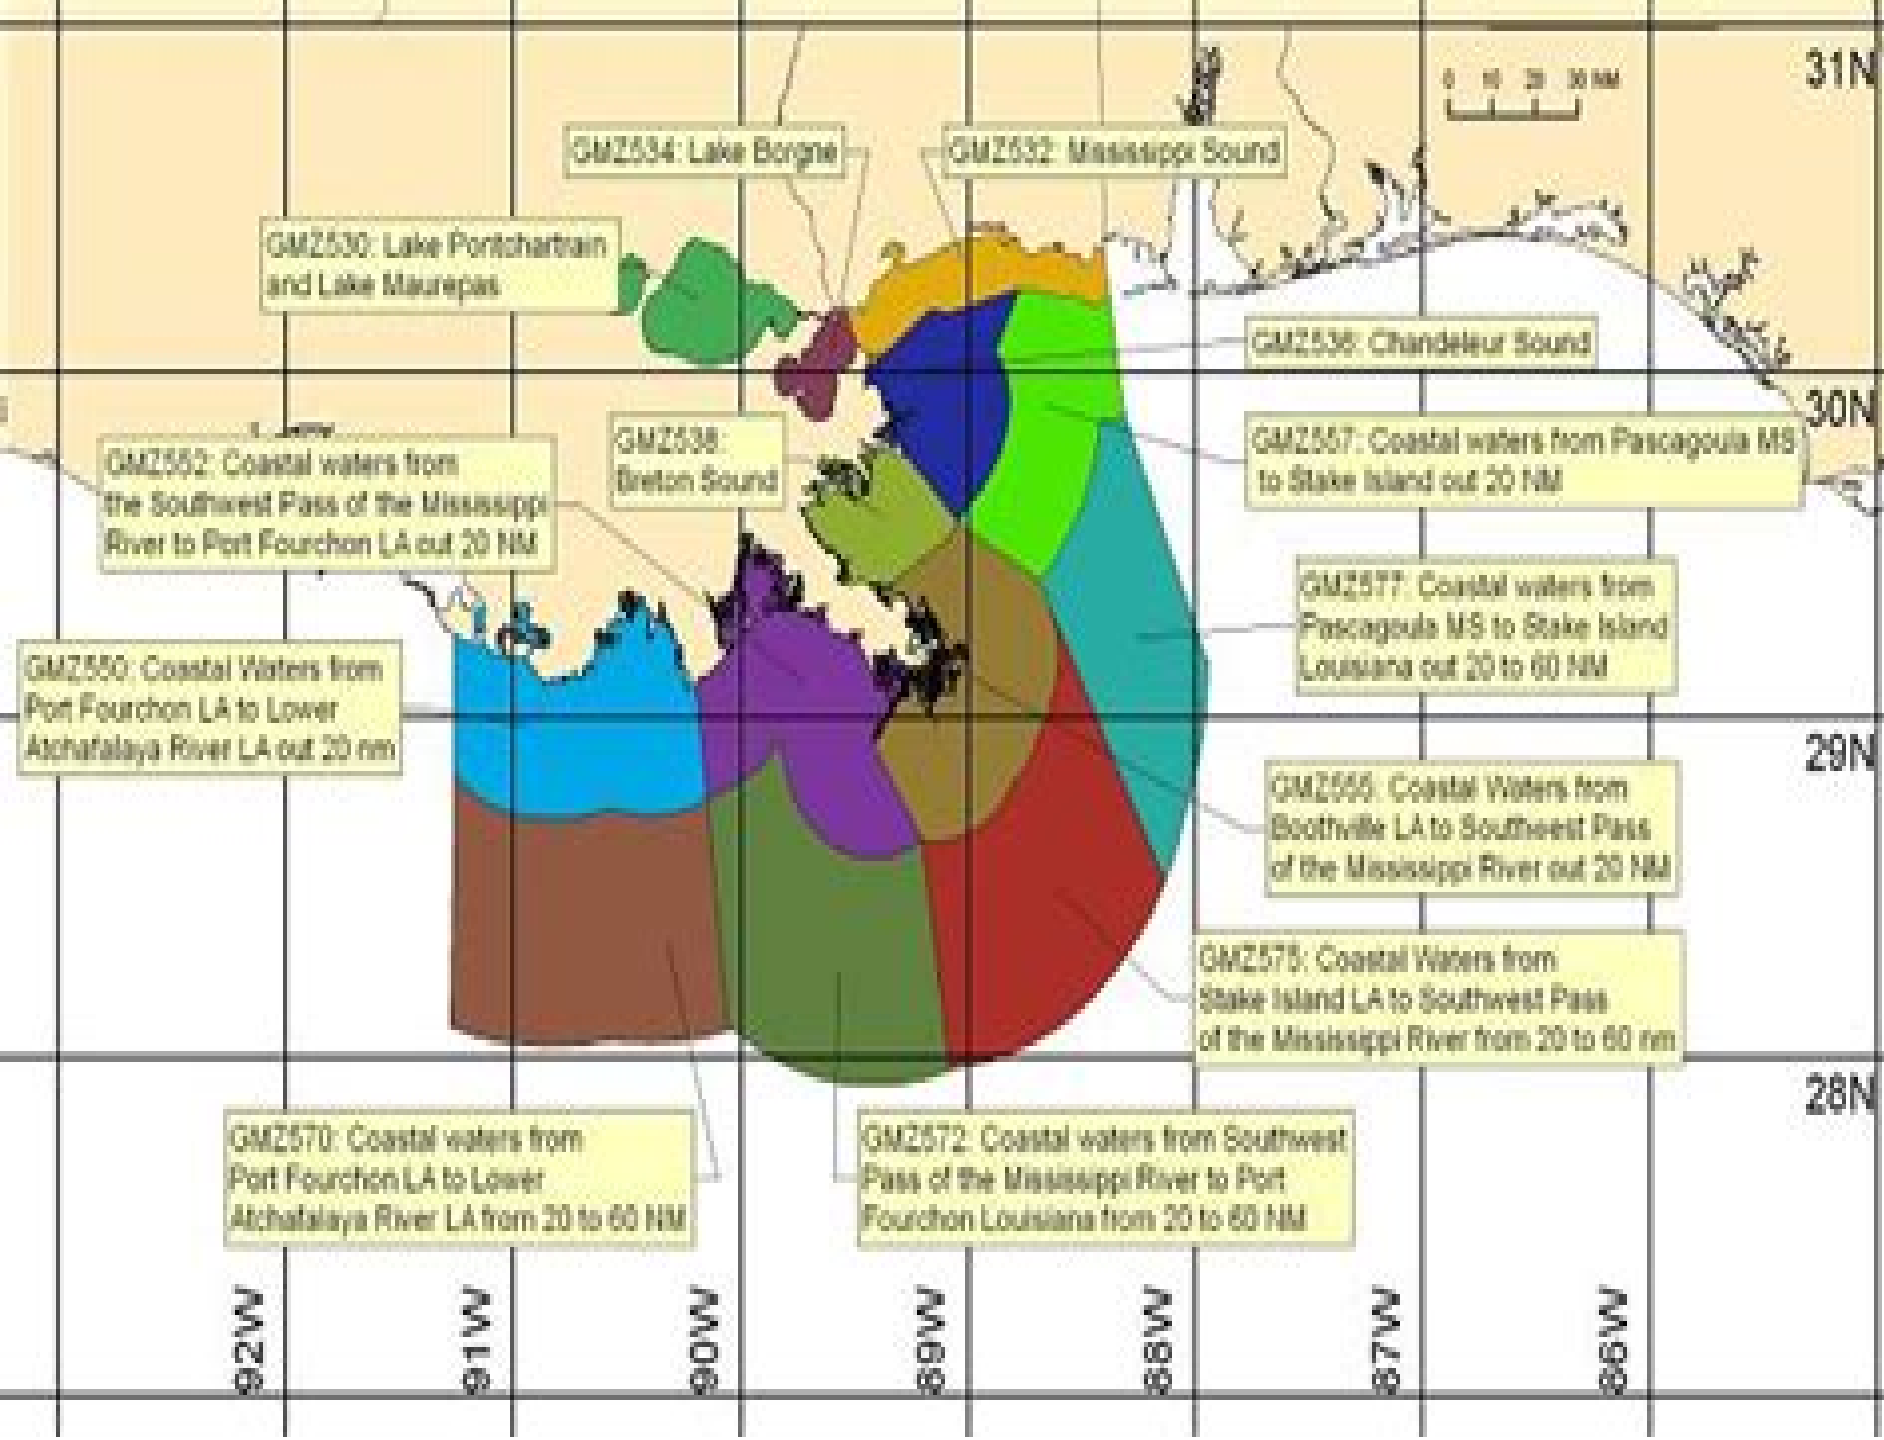 31N
0 10 20 30 NM
GMZ534: Lake Borgne
GMZ532: Mississippi Sound
GMZ530: Lake Pontchartrain
and Lake Maurepas
GMZ536: Chandeleur Sound
30N
GMZ538:
Breton Sound
GMZ557: Coastal waters from Pascagoula MS
to Stake Island out 20 NM
GMZ552: Coastal waters from
the Southwest Pass of the Mississippi
River to Port Fourchon LA out 20 NM
GMZ577: Coastal waters from
Pascagoula MS to Stake Island
Louisiana out 20 to 60 NM
GMZ550: Coastal Waters from
Port Fourchon LA to Lower
Atchafalaya River LA out 20 nm
29N
GMZ555: Coastal Waters from
Boothville LA to Southwest Pass
of the Mississippi River out 20 NM
GMZ575: Coastal Waters from
Stake Island LA to Southwest Pass
of the Mississippi River from 20 to 60 nm
28N
GMZ570: Coastal waters from
Port Fourchon LA to Lower
Atchafalaya River LA from 20 to 60 NM
GMZ572: Coastal waters from Southwest
Pass of the Mississippi River to Port
Fourchon Louisiana from 20 to 60 NM
92W
91W
90W
89W
88W
87W
86W